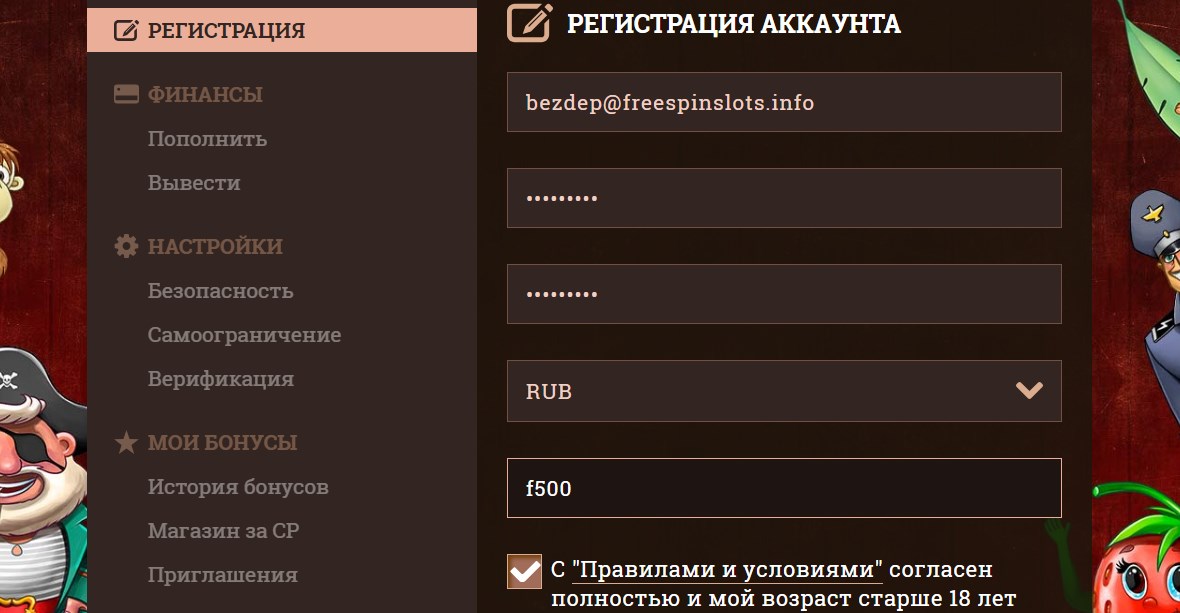 РЕГИСТРАЦИЯ
ФИНАНСЫ
Пополнить
Вывести
НАСТРОЙКИ
Безопасность
Самоограничение
Верификация
МОИ БОНУСЫ
История бонусов
Магазин за CP
Приглашения
РЕГИСТРАЦИЯ АККАУНТА
bezdep@freespinslots.info
•••••••••
•••••••••
RUB
f500
С "Правилами и условиями" согласен
полностью и мой возраст старше 18 лет